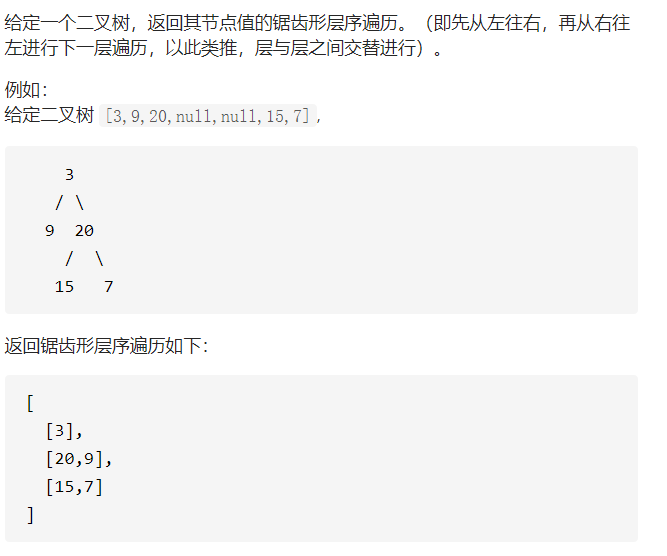 给定一个二叉树，返回其节点值的锯齿形层序遍历。（即先从左往右，再从右往
左进行下一层遍历，以此类推，层与层之间交替进行）。
例如：
给定二叉树 [3,9,20,null,null,15,7],
3
/ \
9 20
/ \
15 7
返回锯齿形层序遍历如下：
[
[3],
[20,9],
[15,7]
]